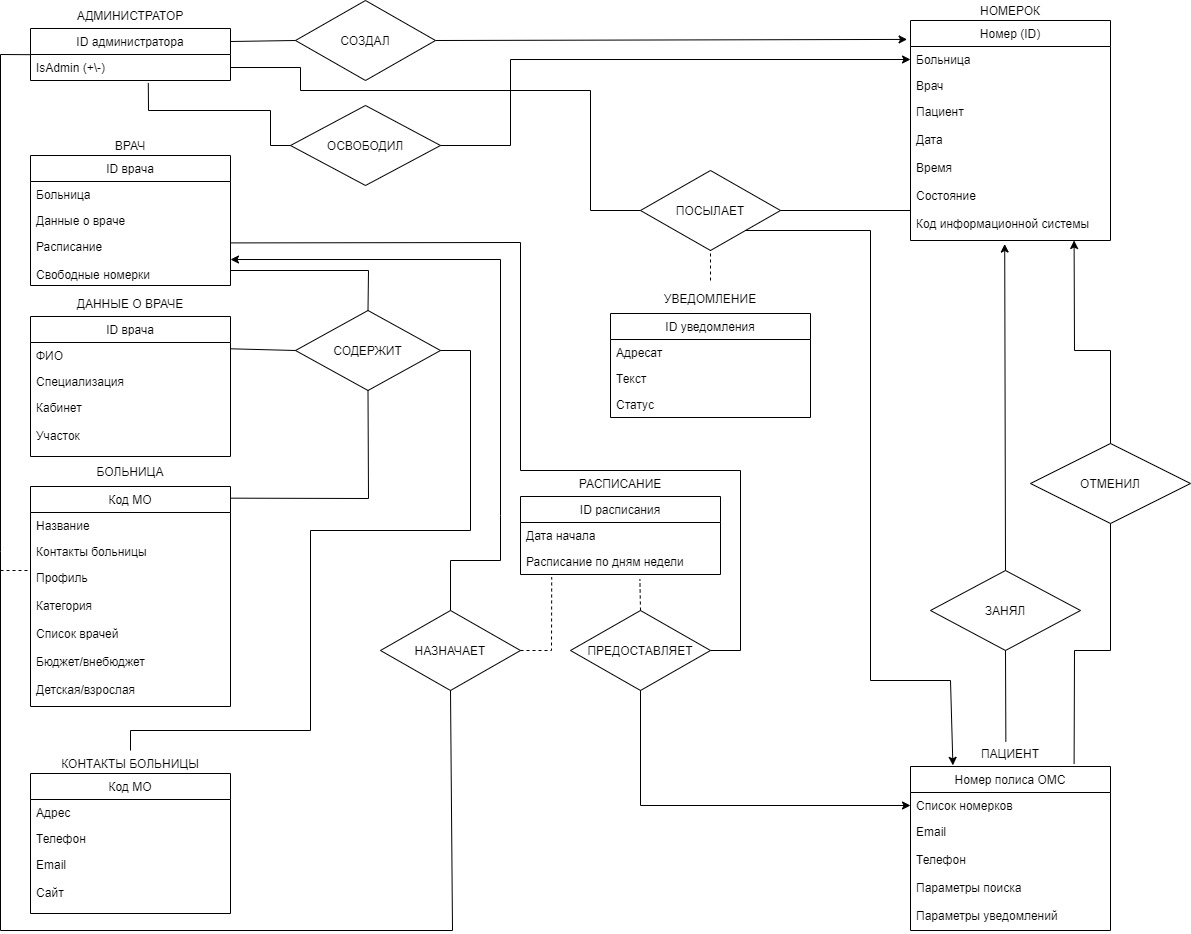 АДМИНИСТРАТОР
ID администратора
IsAdmin (+\-)
СОЗДАЛ
НОМЕРОК
Номер (ID)
Больница
Врач
Пациент
Дата
Время
Состояние
Код информационной системы
ОСВОБОДИЛ
ВРАЧ
ID врача
Больница
Данные о враче
Расписание
Свободные номерки
ПОСЫЛАЕТ
УВЕДОМЛЕНИЕ
ID уведомления
Адресат
Текст
Статус
ДАННЫЕ О ВРАЧЕ
ID врача
ФИО
Специализация
Кабинет
Участок
СОДЕРЖИТ
БОЛЬНИЦА
Код МО
Название
Контакты больницы
Профиль
Категория
Список врачей
Бюджет/внебюджет
Детская/взрослая
РАСПИСАНИЕ
ID расписания
Дата начала
Расписание по дням недели
ОТМЕНИЛ
ЗАНЯЛ
НАЗНАЧАЕТ
ПРЕДОСТАВЛЯЕТ
КОНТАКТЫ БОЛЬНИЦЫ
Код МО
Адрес
Телефон
Email
Сайт
ПАЦИЕНТ
Номер полиса ОМС
Список номерков
Email
Телефон
Параметры поиска
Параметры уведомлений